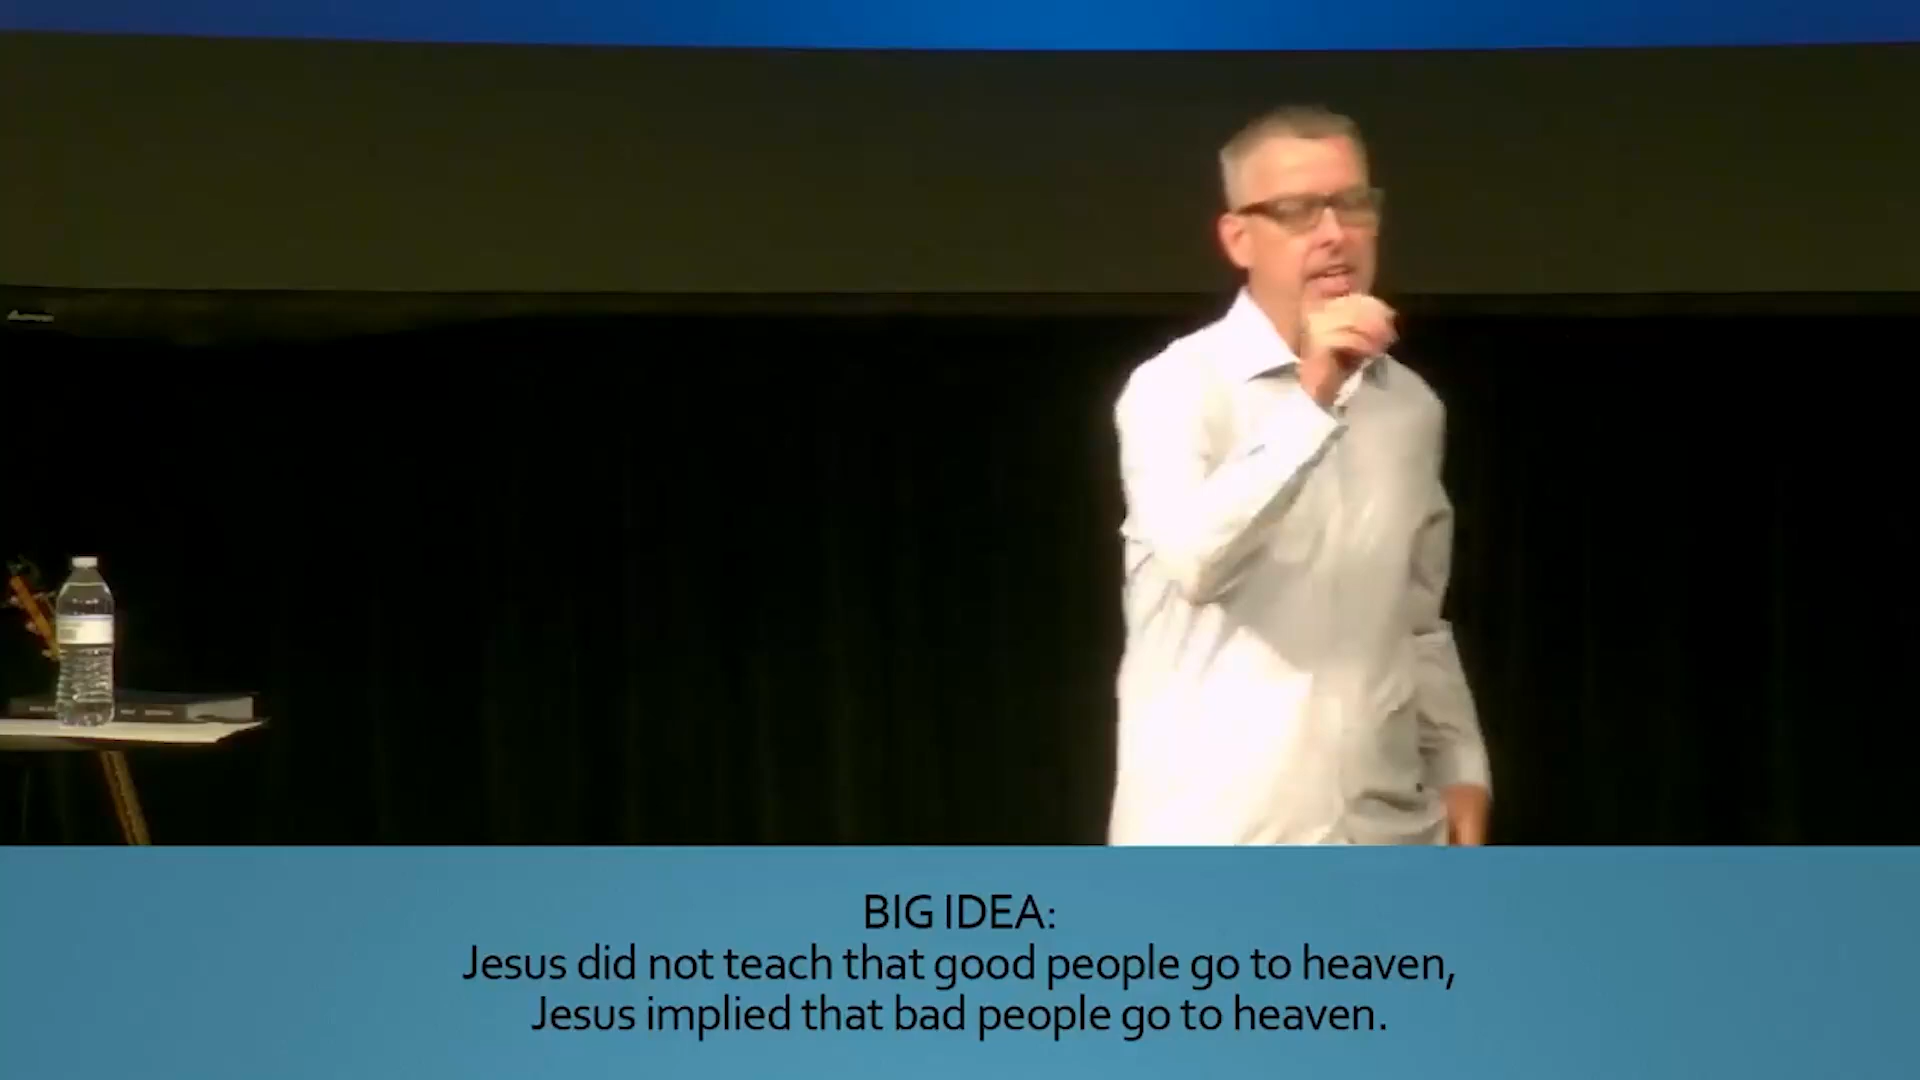 BIG IDEA:
Jesus did not teach that good people go to heaven,
Jesus implied that bad people go to heaven.